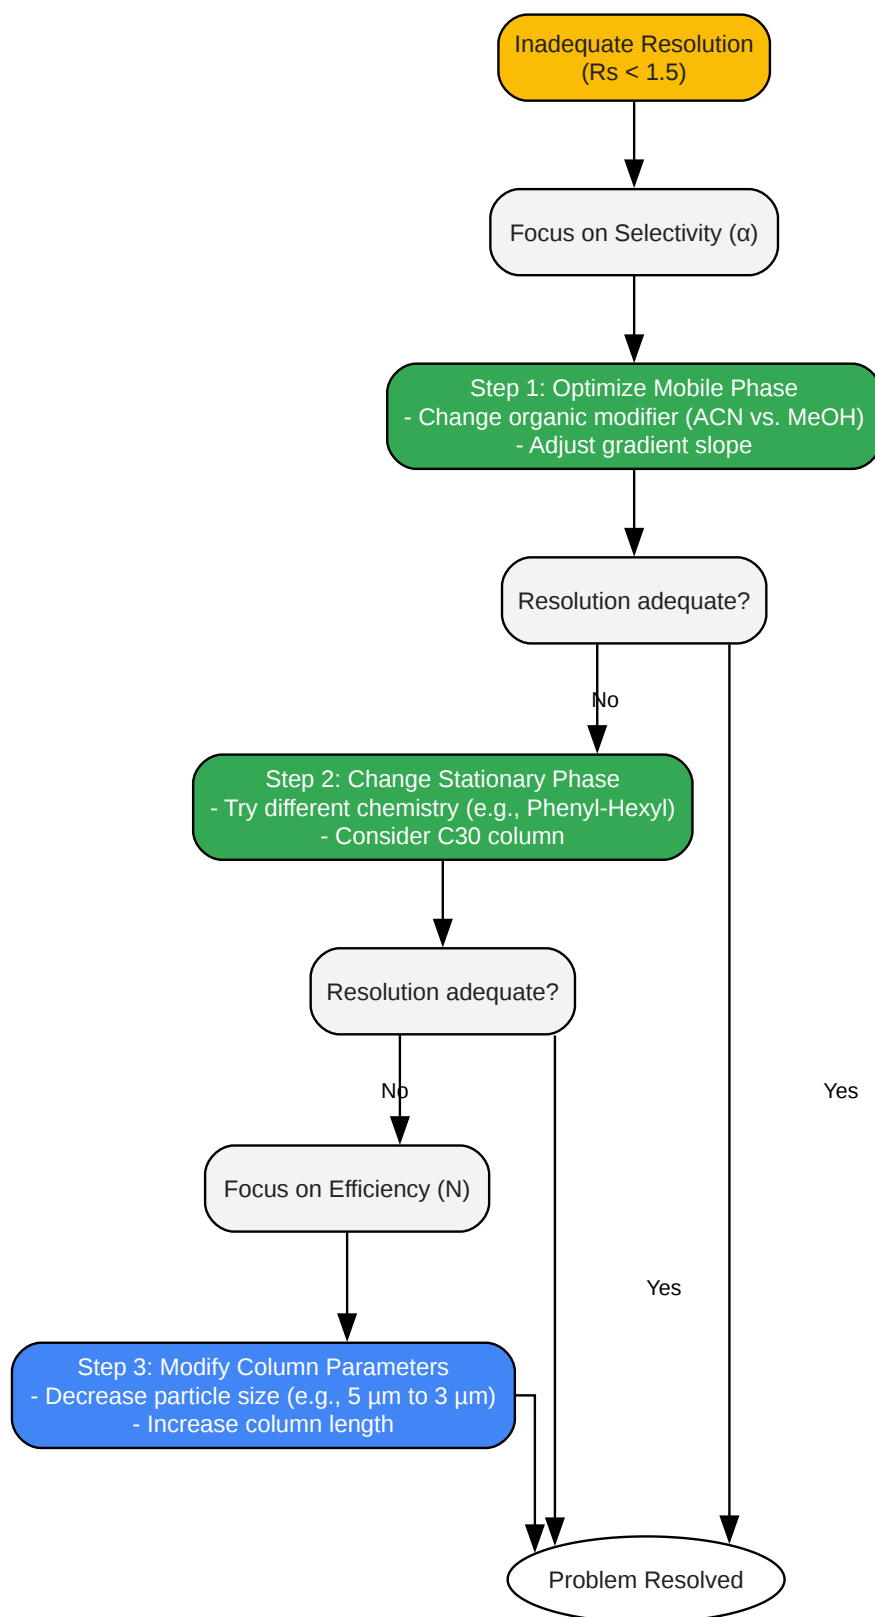 Inadequate Resolution
(Rs < 1.5)
Focus on Selectivity (α)
Step 1: Optimize Mobile Phase
- Change organic modifier (ACN vs. MeOH)
- Adjust gradient slope
Resolution adequate?
No
Step 2: Change Stationary Phase
- Try different chemistry (e.g., Phenyl-Hexyl)
- Consider C30 column
Resolution adequate?
No
Yes
Focus on Efficiency (N)
Yes
Step 3: Modify Column Parameters
- Decrease particle size (e.g., 5 µm to 3 µm)
- Increase column length
Problem Resolved